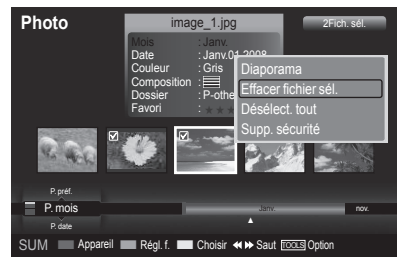 Photo
image_1.jpg
2Fich. sél.
Mois : Janv.
Date : Janv.01.2008
Couleur : Gris
Composition :
Dossier : P-othe
Favori : ★ ★ ★
Diaporama
Effacer fichier sél.
Désélect. tout
Supp. sécurité
P. préf.
P. mois
Janv.
nov.
P. date
SUM Appareil Régl. f. Choisir ◀◀ ▶▶ Saut TOOLS Option